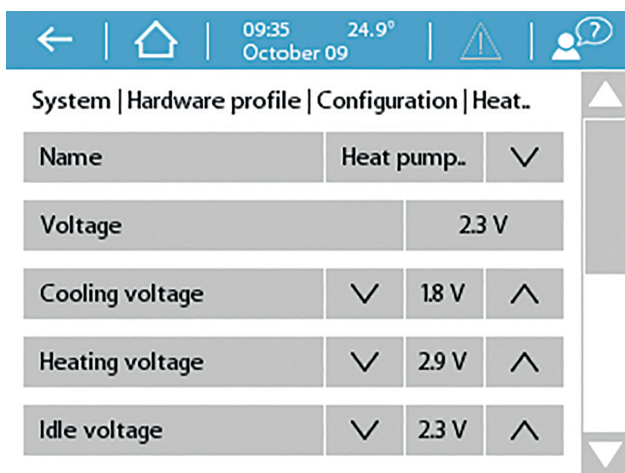 09:35 24.9°
October 09
?
System | Hardware profile | Configuration | Heat..
Name Heat pump..
Voltage 2.3 V
Cooling voltage 1.8 V
Heating voltage 2.9 V
Idle voltage 2.3 V